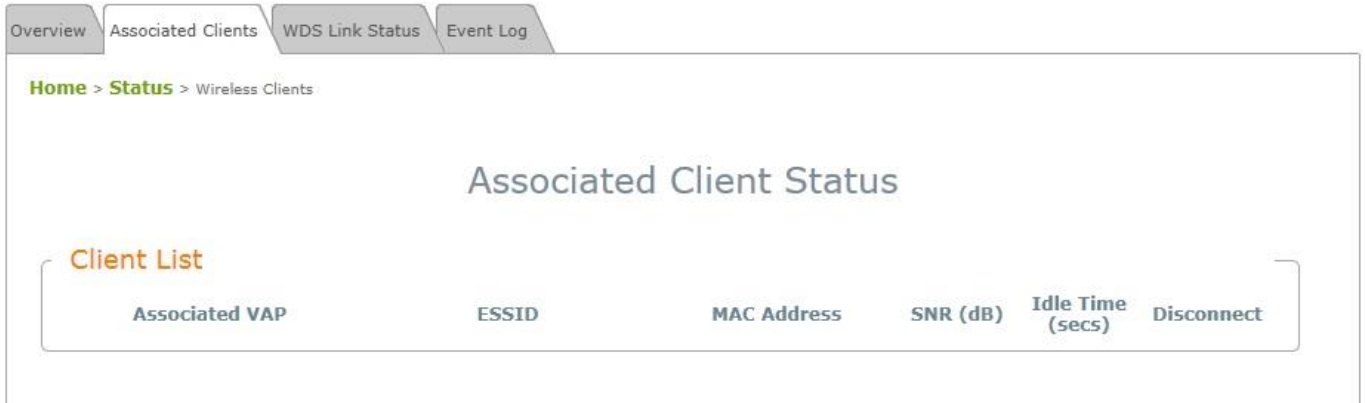 Overview Associated Clients WDS Link Status Event Log
Home > Status > Wireless Clients
Associated Client Status
Client List
Associated VAP ESSID MAC Address SNR (dB) Idle Time (secs) Disconnect